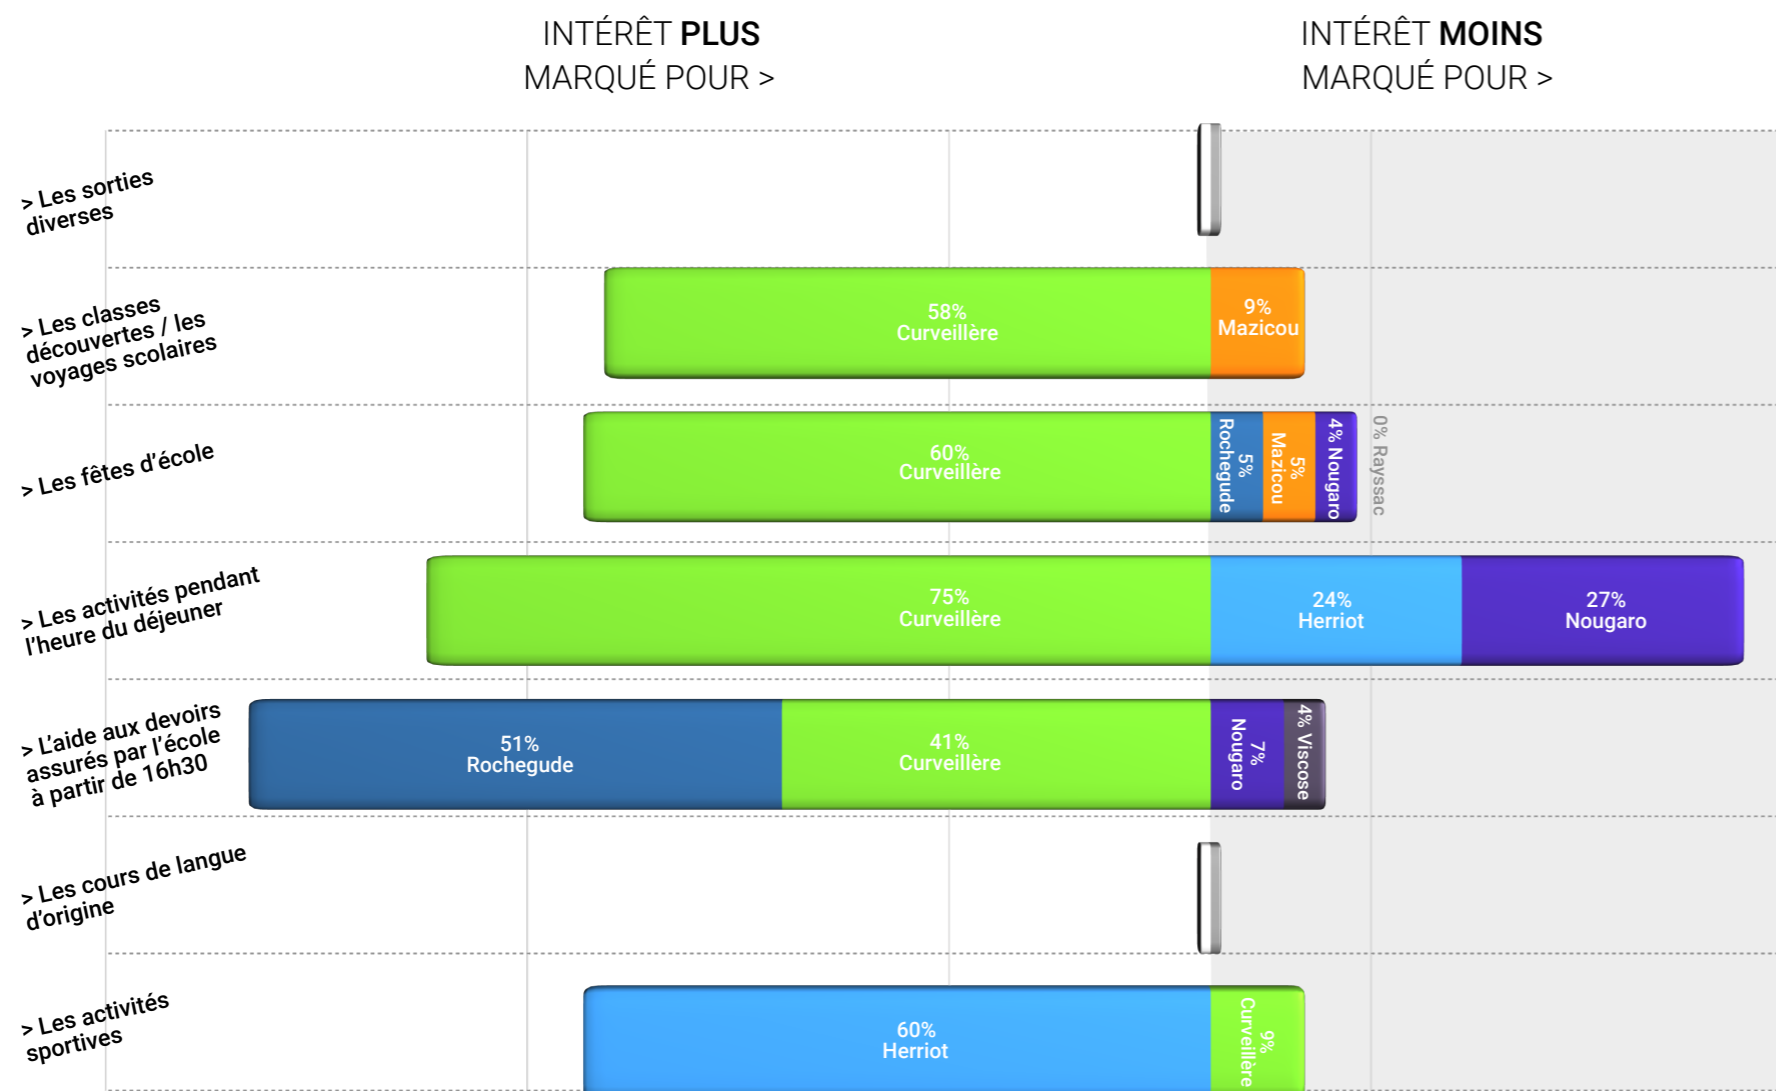 INTÉRÊT PLUS
MARQUÉ POUR >
INTÉRÊT MOINS
MARQUÉ POUR >
> Les sorties
diverses
> Les classes
découvertes / les
voyages scolaires
58%
Curveillère
9%
Mazicou
> Les fêtes d'école
60%
Curveillère
5%
Rochegude
5%
Mazicou
4% Nougaro
0% Rayssac
> Les activités pendant
l'heure du déjeuner
75%
Curveillère
24%
Herriot
27%
Nougaro
> L'aide aux devoirs
assurés par l'école
à partir de 16h30
51%
Rochegude
41%
Curveillère
7%
Nougaro
4% Viscose
> Les cours de langue
d'origine
> Les activités
sportives
60%
Herriot
9%
Curveillère